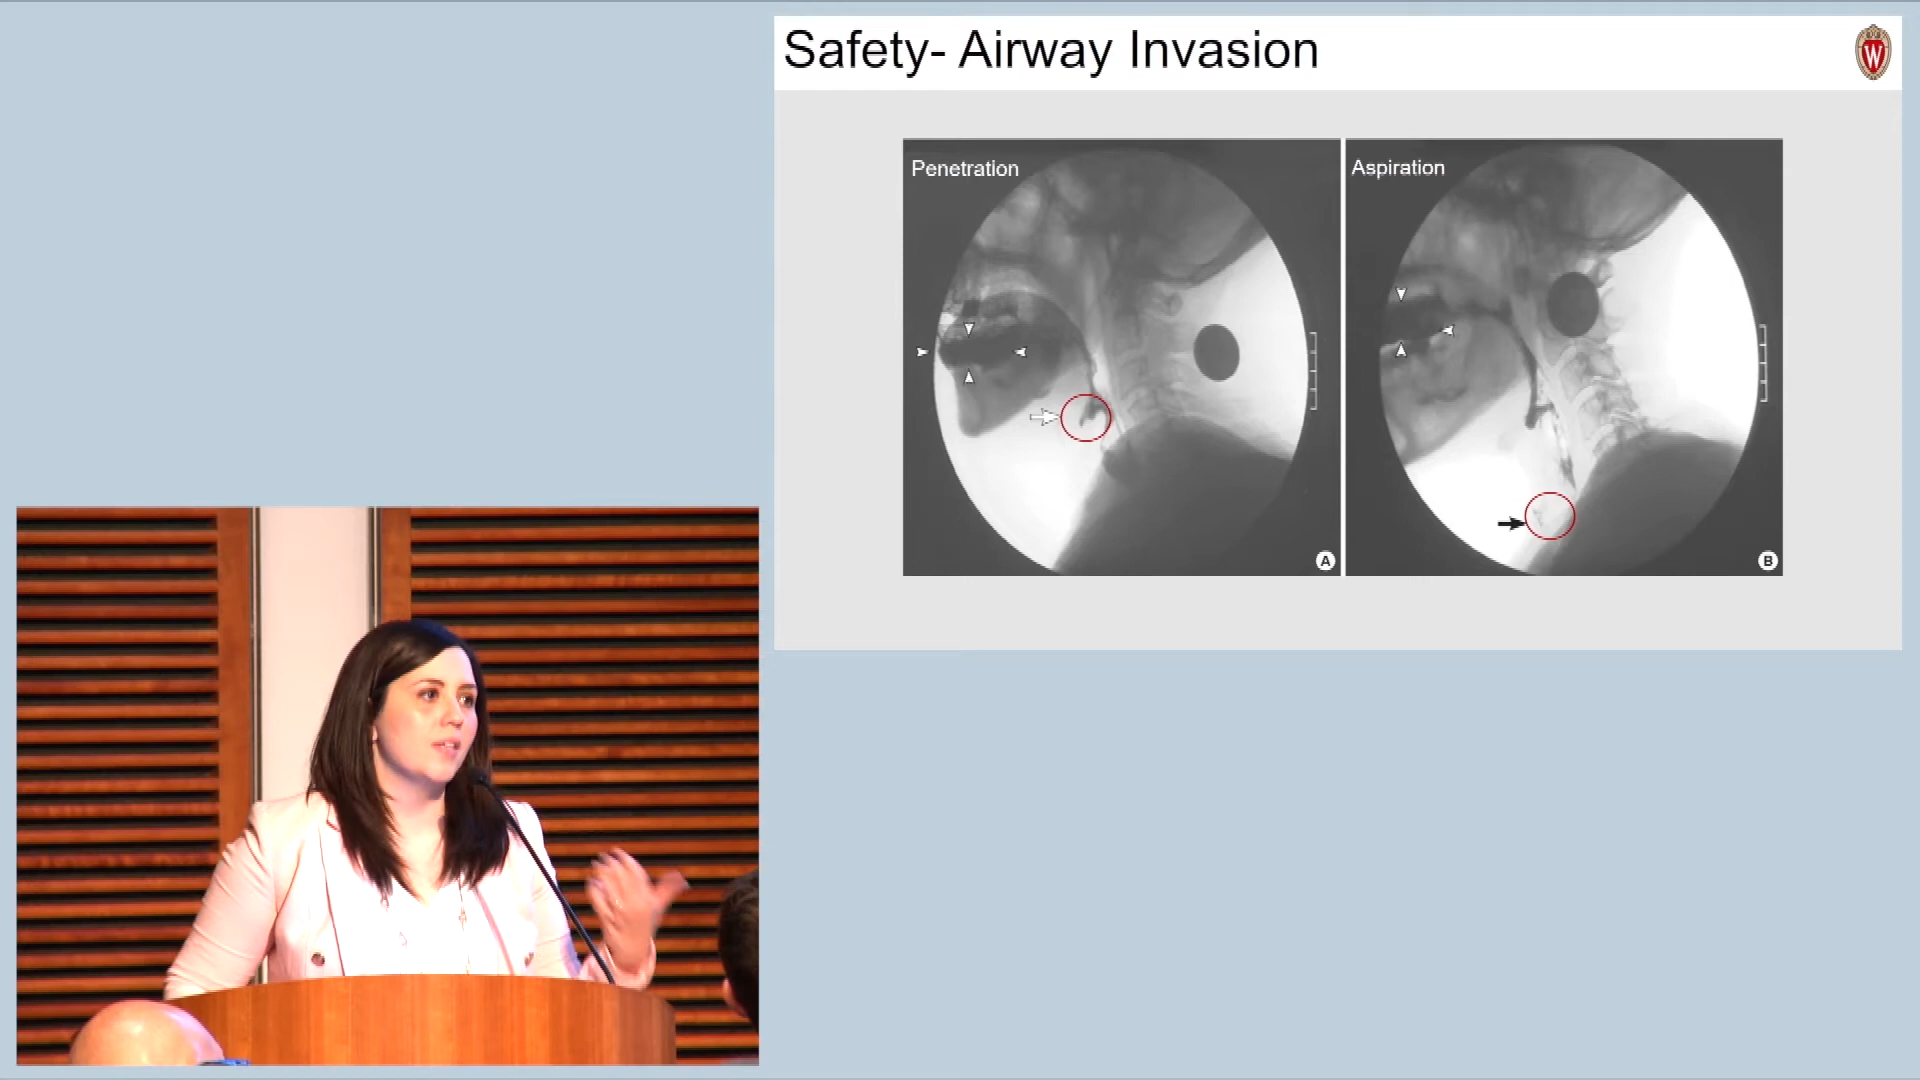 Safety- Airway Invasion
W
Penetration
Aspiration
A
B